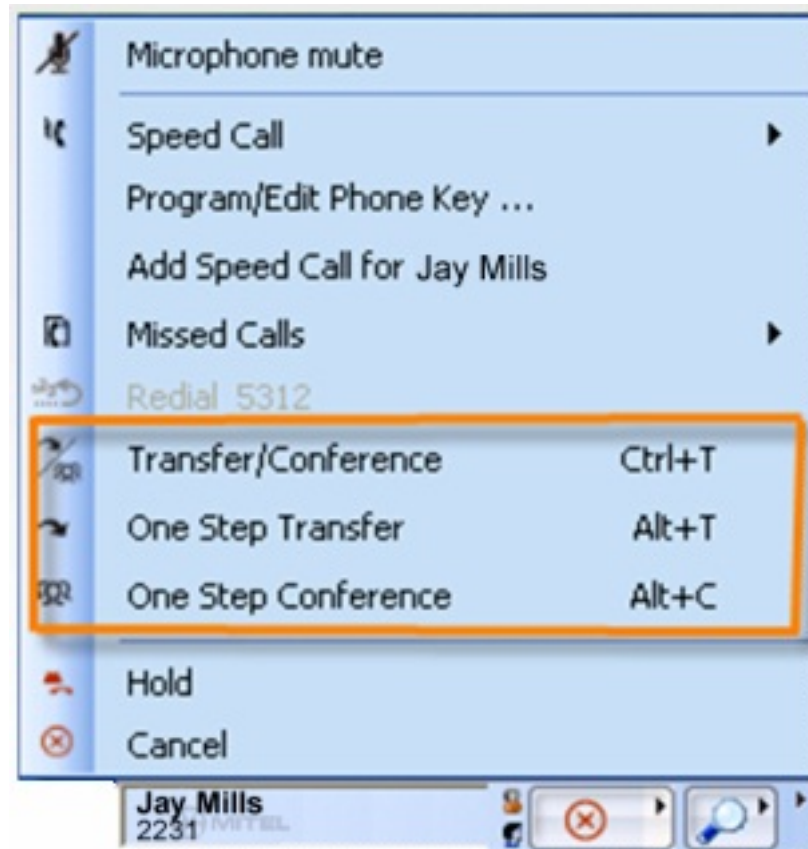 Microphone mute
Speed Call
Program/Edit Phone Key ...
Add Speed Call for Jay Mills
Missed Calls
Redial 5312
Transfer/Conference Ctrl+T
One Step Transfer Alt+T
One Step Conference Alt+C
Hold
Cancel
Jay Mills
2231 MITEL